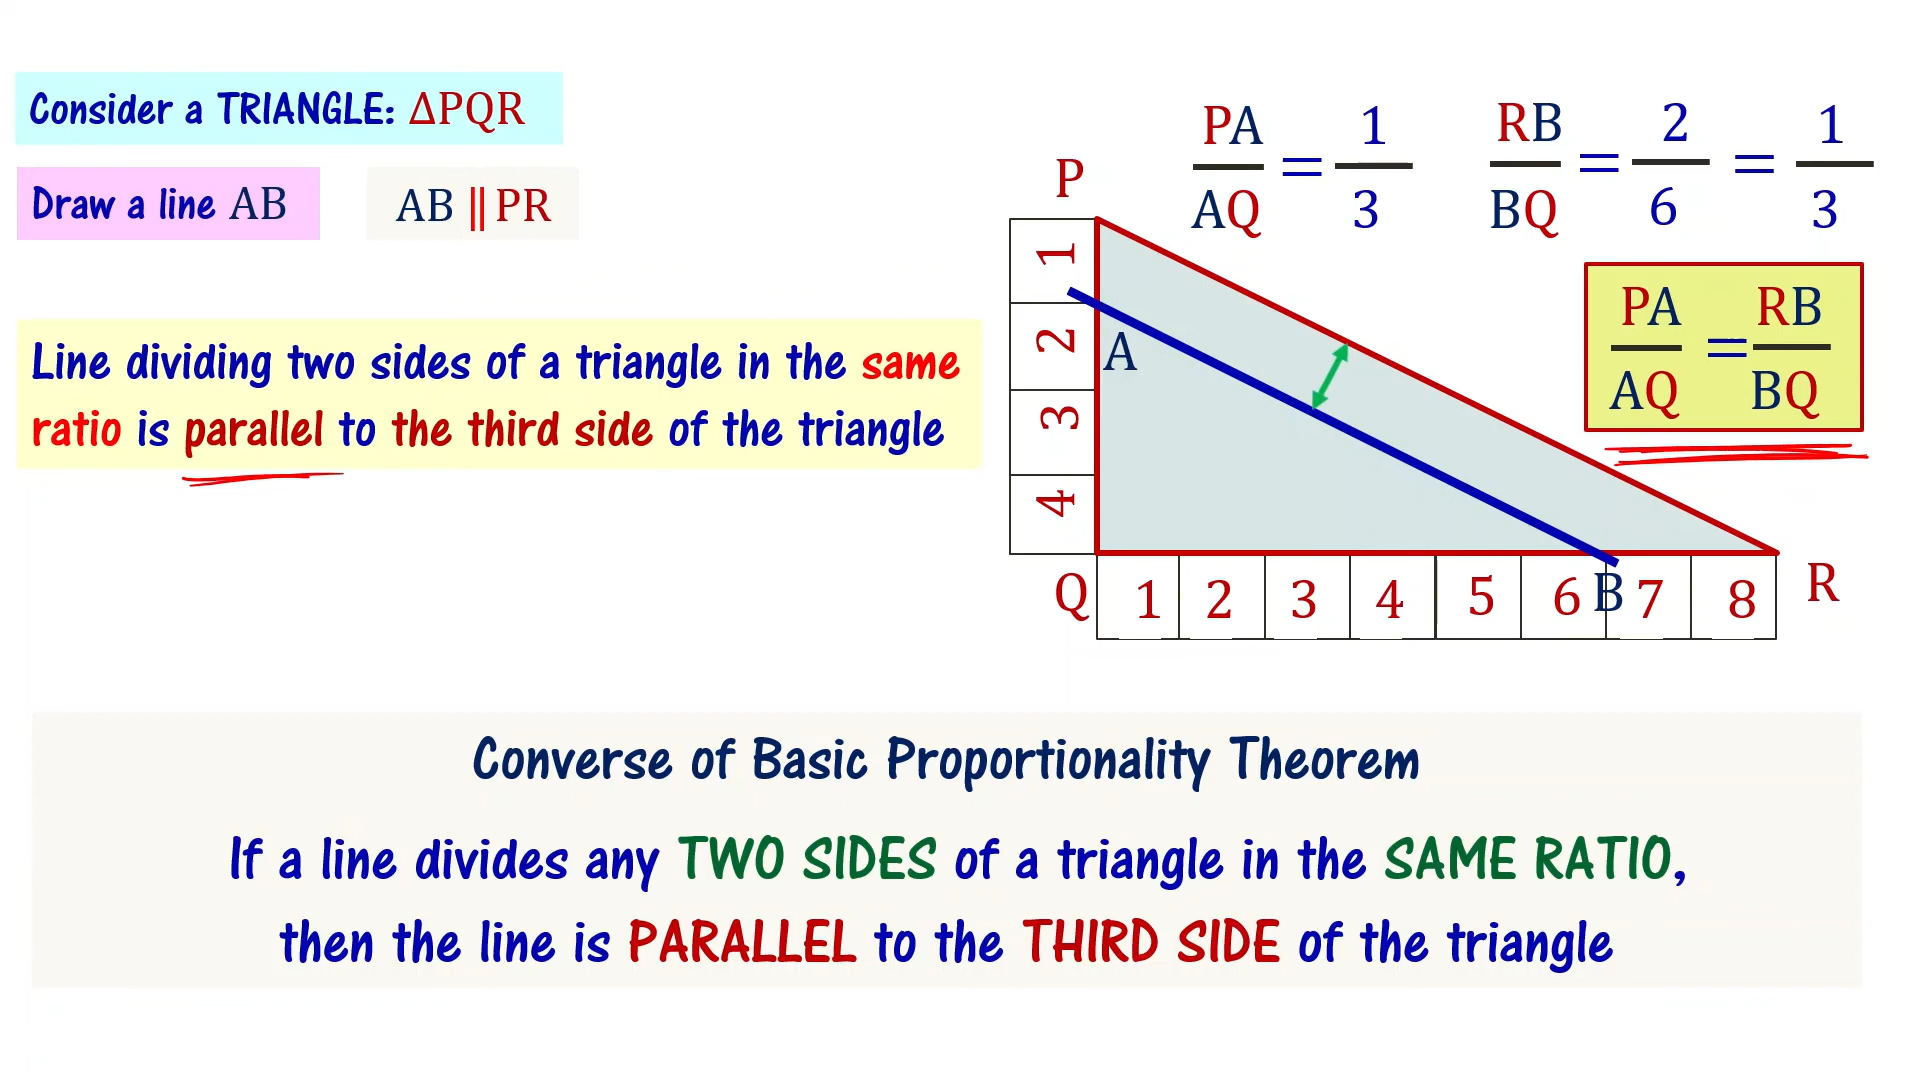 Consider a TRIANGLE: ΔPQR
Draw a line AB
AB || PR
Line dividing two sides of a triangle in the same
ratio is parallel to the third side of the triangle
PA/AQ = 1/3
RB/BQ = 2/6 = 1/3
PA/AQ = RB/BQ
P
1
2
A
3
4
Q
1 2 3 4 5 6 B 7 8
R
Converse of Basic Proportionality Theorem
If a line divides any TWO SIDES of a triangle in the SAME RATIO,
then the line is PARALLEL to the THIRD SIDE of the triangle